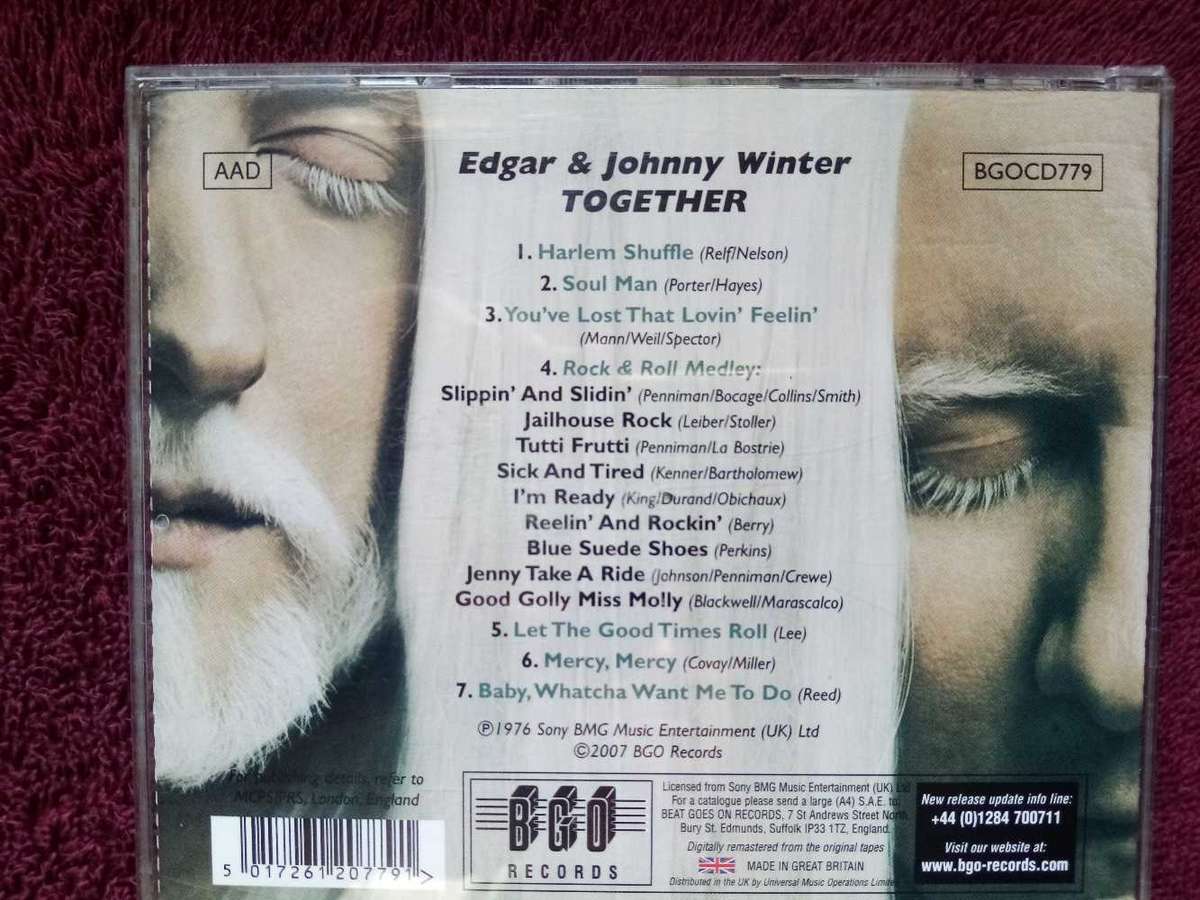 AAD
Edgar & Johnny Winter
TOGETHER
BGOCD779
1. Harlem Shuffle (Relf/Nelson)
2. Soul Man (Porter/Hayes)
3. You've Lost That Lovin' Feelin'
(Mann/Weil/Spector)
4. Rock & Roll Medley:
Slippin' And Slidin' (Penniman/Bocage/Collins/Smith)
Jailhouse Rock (Leiber/Stoller)
Tutti Frutti (Penniman/La Bostrie)
Sick And Tired (Kenner/Bartholomew)
I'm Ready (King/Durand/Obichaux)
Reelin' And Rockin' (Berry)
Blue Suede Shoes (Perkins)
Jenny Take A Ride (Johnson/Penniman/Crewe)
Good Golly Miss Molly (Blackwell/Marascalco)
5. Let The Good Times Roll (Lee)
6. Mercy, Mercy (Covay/Miller)
7. Baby, Whatcha Want Me To Do (Reed)
℗1976 Sony BMG Music Entertainment (UK) Ltd
©2007 BGO Records
For publishing details, refer to
MCPS/PRS, London, England
5 017261 207791 >
BGO
RECORDS
Licensed from Sony BMG Music Entertainment (UK) Ltd
For a catalogue please send a large (A4) S.A.E. to:
BEAT GOES ON RECORDS, 7 St Andrews Street North,
Bury St. Edmunds, Suffolk IP33 1TZ, England.
Digitally remastered from the original tapes
MADE IN GREAT BRITAIN
Distributed in the UK by Universal Music Operations Limited
New release update info line:
+44 (0)1284 700711
Visit our website at:
www.bgo-records.com